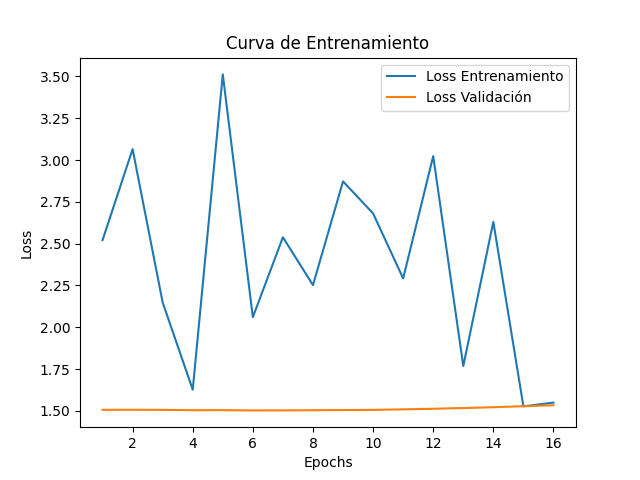 Curva de Entrenamiento
Loss Entrenamiento
Loss Validación
3.50
3.25
3.00
2.75
2.50
2.25
2.00
1.75
1.50
Loss
2 4 6 8 10 12 14 16
Epochs